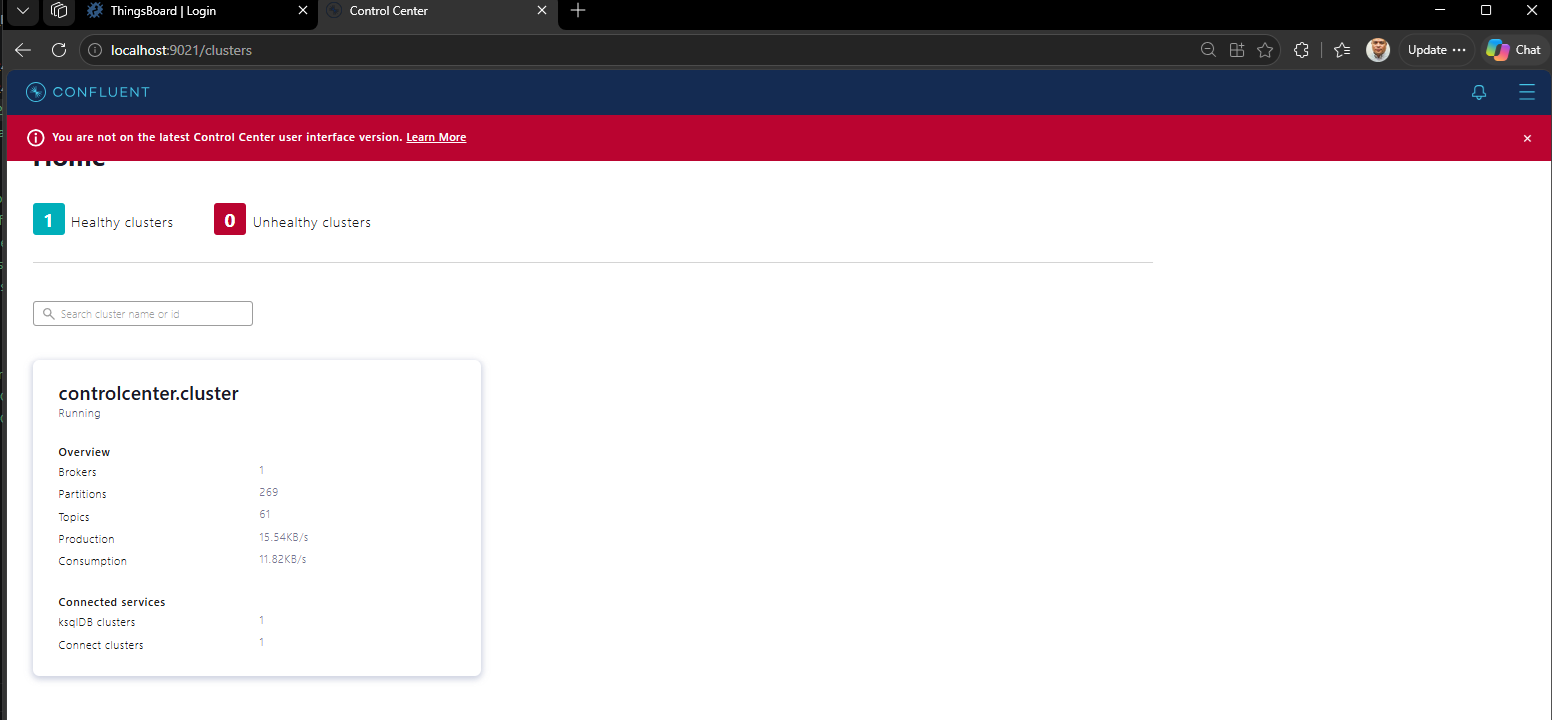 ThingsBoard | Login
Control Center
localhost:9021/clusters
Update
Chat
CONFLUENT
You are not on the latest Control Center user interface version. Learn More
Home
1 Healthy clusters 0 Unhealthy clusters
Search cluster name or id
controlcenter.cluster
Running
Overview
Brokers 1
Partitions 269
Topics 61
Production 15.54KB/s
Consumption 11.82KB/s
Connected services
ksqlDB clusters 1
Connect clusters 1